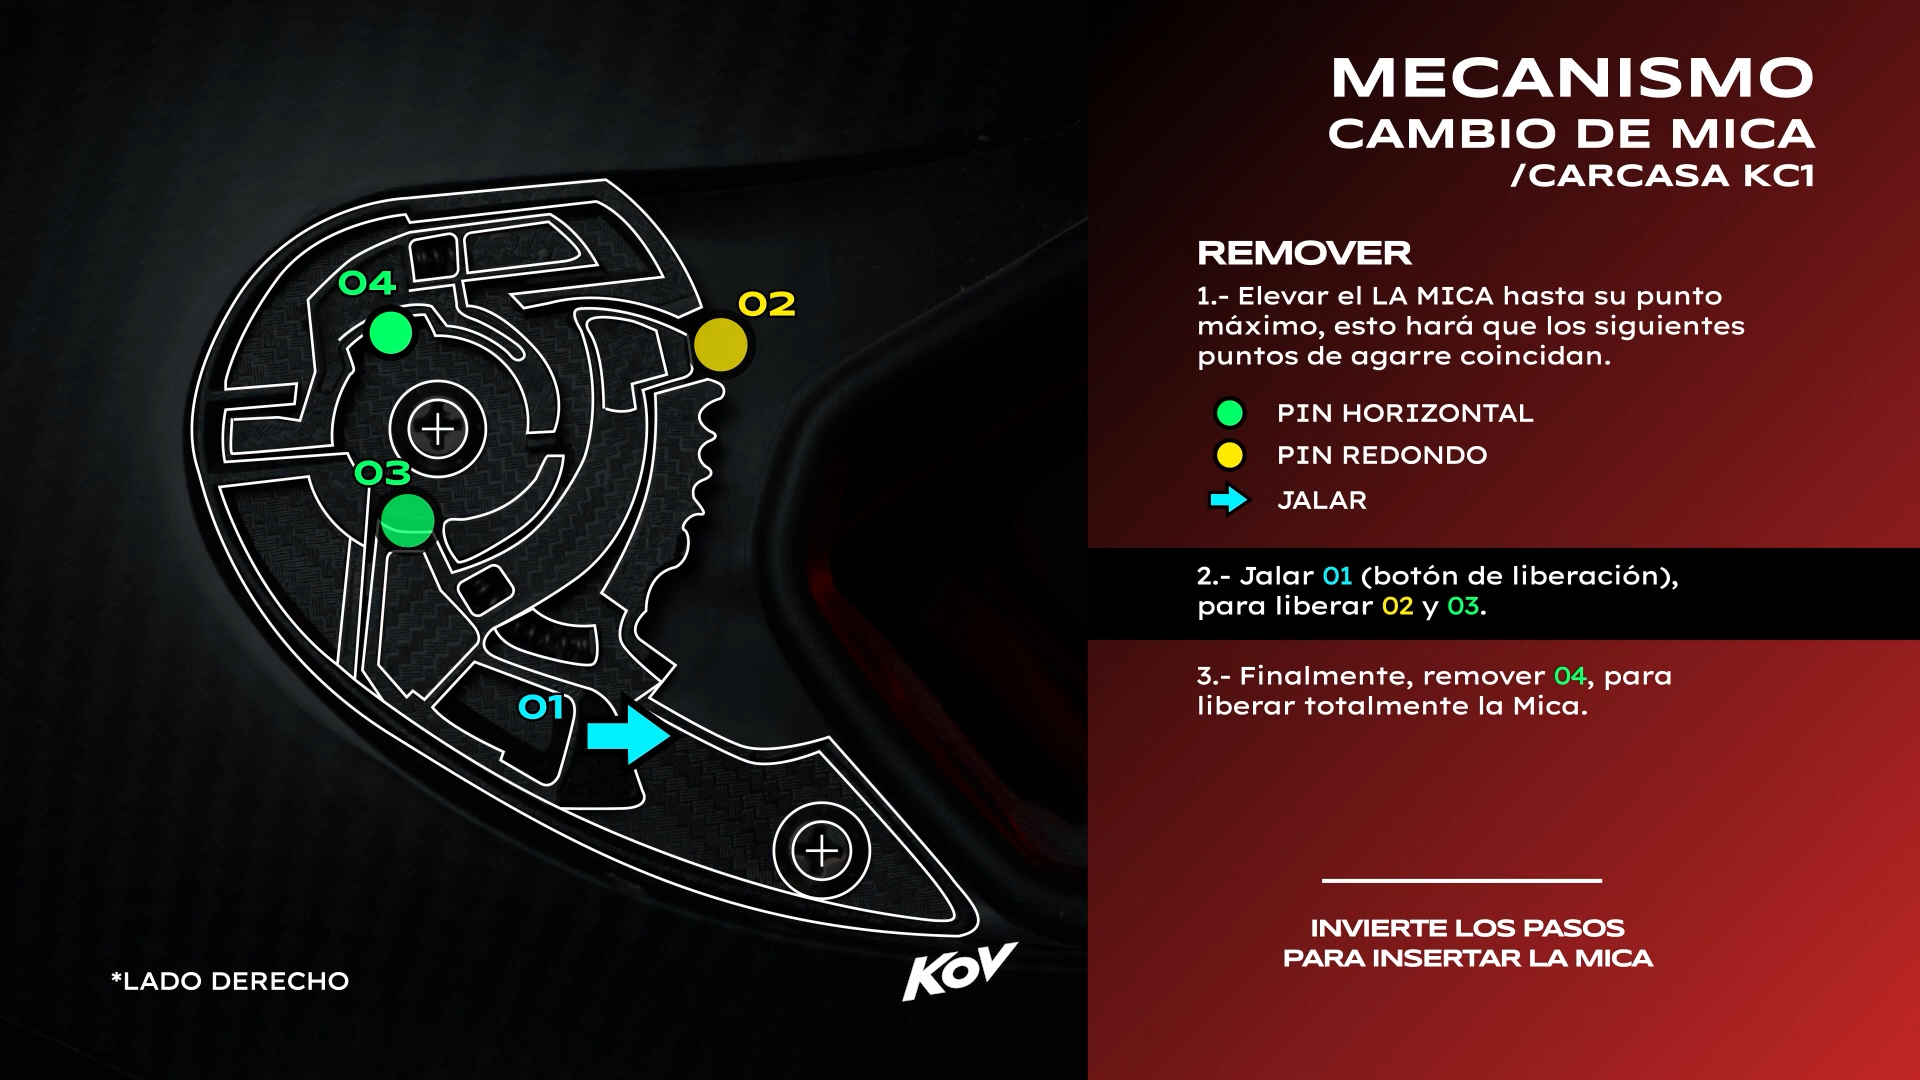 MECANISMO
CAMBIO DE MICA
/CARCASA KC1
REMOVER
1.- Elevar el LA MICA hasta su punto
máximo, esto hará que los siguientes
puntos de agarre coincidan.
PIN HORIZONTAL
PIN REDONDO
JALAR
2.- Jalar 01 (botón de liberación),
para liberar 02 y 03.
3.- Finalmente, remover 04, para
liberar totalmente la Mica.
INVIERTE LOS PASOS
PARA INSERTAR LA MICA
04
02
03
01
*LADO DERECHO
KOV